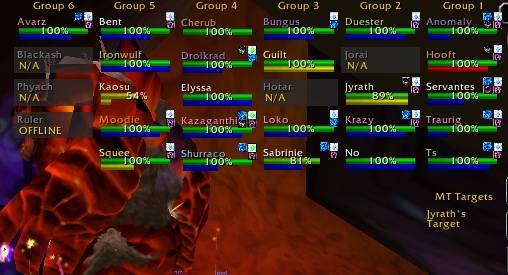 Group 6 Group 5 Group 4 Group 3 Group 2 Group 1
Avarz Bent Cherub Bungus Duester Anomaly
100% 100% 100% 100% 100% 100%
Blackash Ironwulf Drolkrad Guilt Jorai Hooft
N/A 100% 100% 100% N/A 100%
Phyach Kaosu Elyssa Hotar Jyrath Servantes
N/A 54% 100% N/A 89% 100%
Ruler Moodie Kazaganthi Loko Krazy Traurig
OFFLINE 100% 100% 100% 100% 100%
Squee Shurraco Sabrinie No Ts
100% 100% 81% 100% 100%
MT Targets
Jyrath's
Target